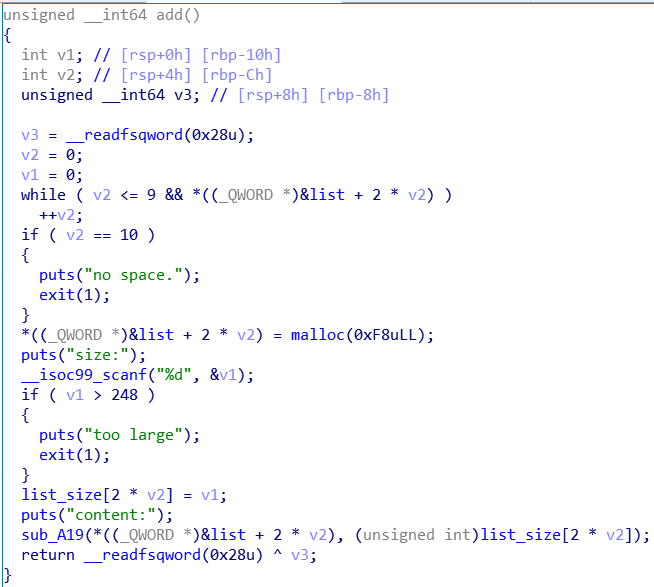 unsigned __int64 add()
{
  int v1; // [rsp+0h] [rbp-10h]
  int v2; // [rsp+4h] [rbp-Ch]
  unsigned __int64 v3; // [rsp+8h] [rbp-8h]

  v3 = __readfsqword(0x28u);
  v2 = 0;
  v1 = 0;
  while ( v2 <= 9 && *((_QWORD *)&list + 2 * v2) )
    ++v2;
  if ( v2 == 10 )
  {
    puts("no space.");
    exit(1);
  }
  *((_QWORD *)&list + 2 * v2) = malloc(0xF8uLL);
  puts("size:");
  __isoc99_scanf("%d", &v1);
  if ( v1 > 248 )
  {
    puts("too large");
    exit(1);
  }
  list_size[2 * v2] = v1;
  puts("content:");
  sub_A19(*((_QWORD *)&list + 2 * v2), (unsigned int)list_size[2 * v2]);
  return __readfsqword(0x28u) ^ v3;
}